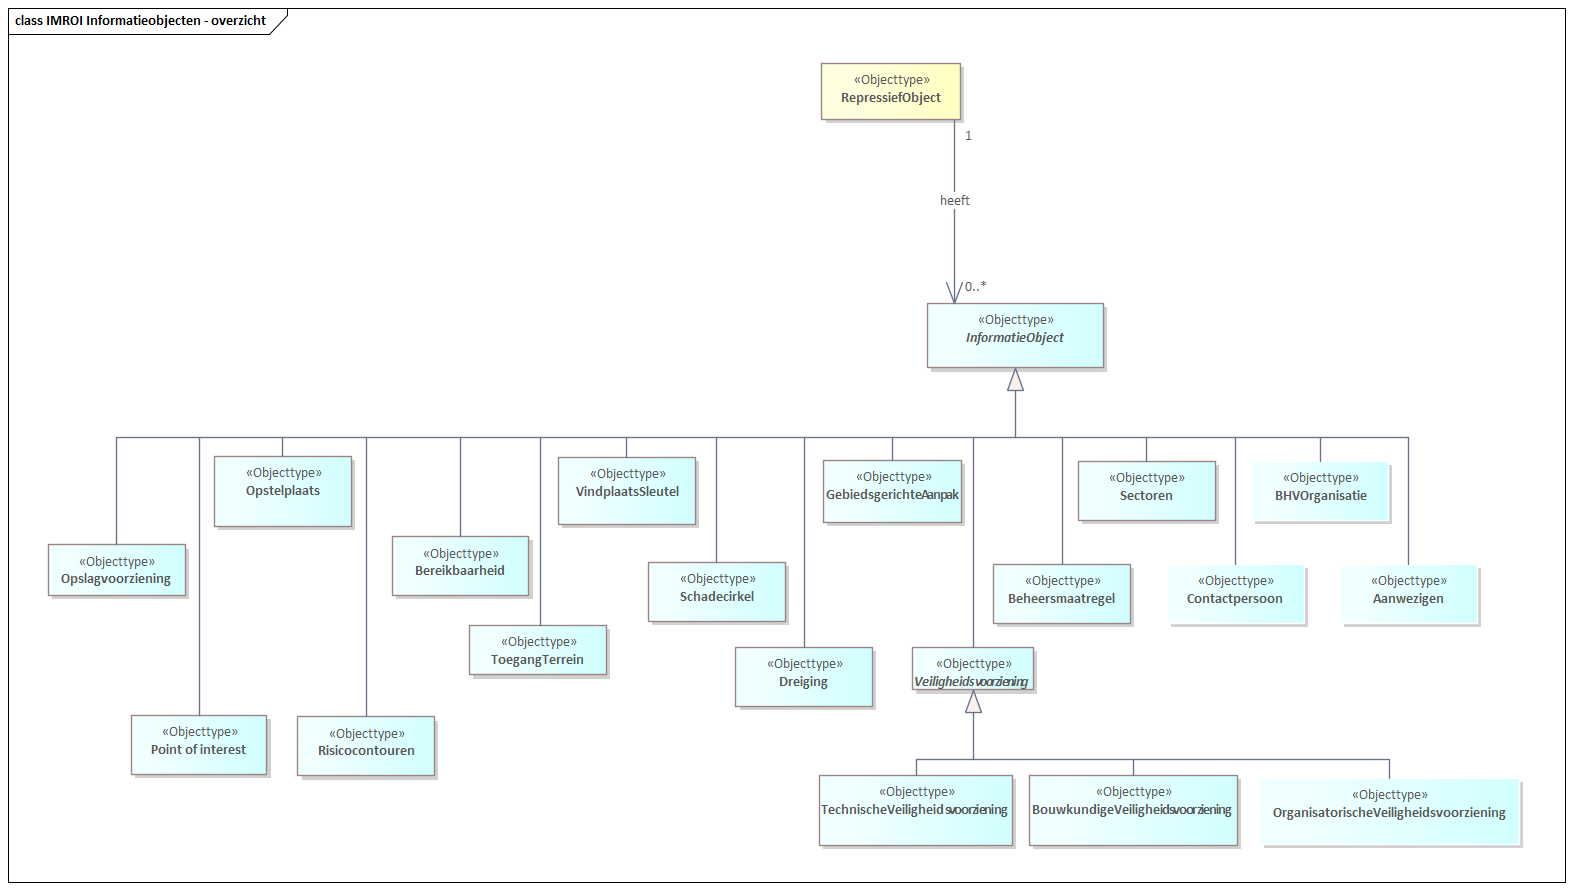 class IMROI Informatieobjecten - overzicht
«Objecttype»
RepressiefObject
1
heeft
0..*
«Objecttype»
InformatieObject
«Objecttype»
Opstelplaats
«Objecttype»
VindplaatsSleutel
«Objecttype»
GebiedsgerichteAanpak
«Objecttype»
Sectoren
«Objecttype»
BHVOrganisatie
«Objecttype»
Opslagvoorziening
«Objecttype»
Bereikbaarheid
«Objecttype»
Schadecirkel
«Objecttype»
Beheersmaatregel
«Objecttype»
Contactpersoon
«Objecttype»
Aanwezigen
«Objecttype»
ToegangTerrein
«Objecttype»
Dreiging
«Objecttype»
Veiligheidsvoorziening
«Objecttype»
Point of interest
«Objecttype»
Risicocontouren
«Objecttype»
TechnischeVeiligheidsvoorziening
«Objecttype»
BouwkundigeVeiligheidsvoorziening
«Objecttype»
OrganisatorischeVeiligheidsvoorziening